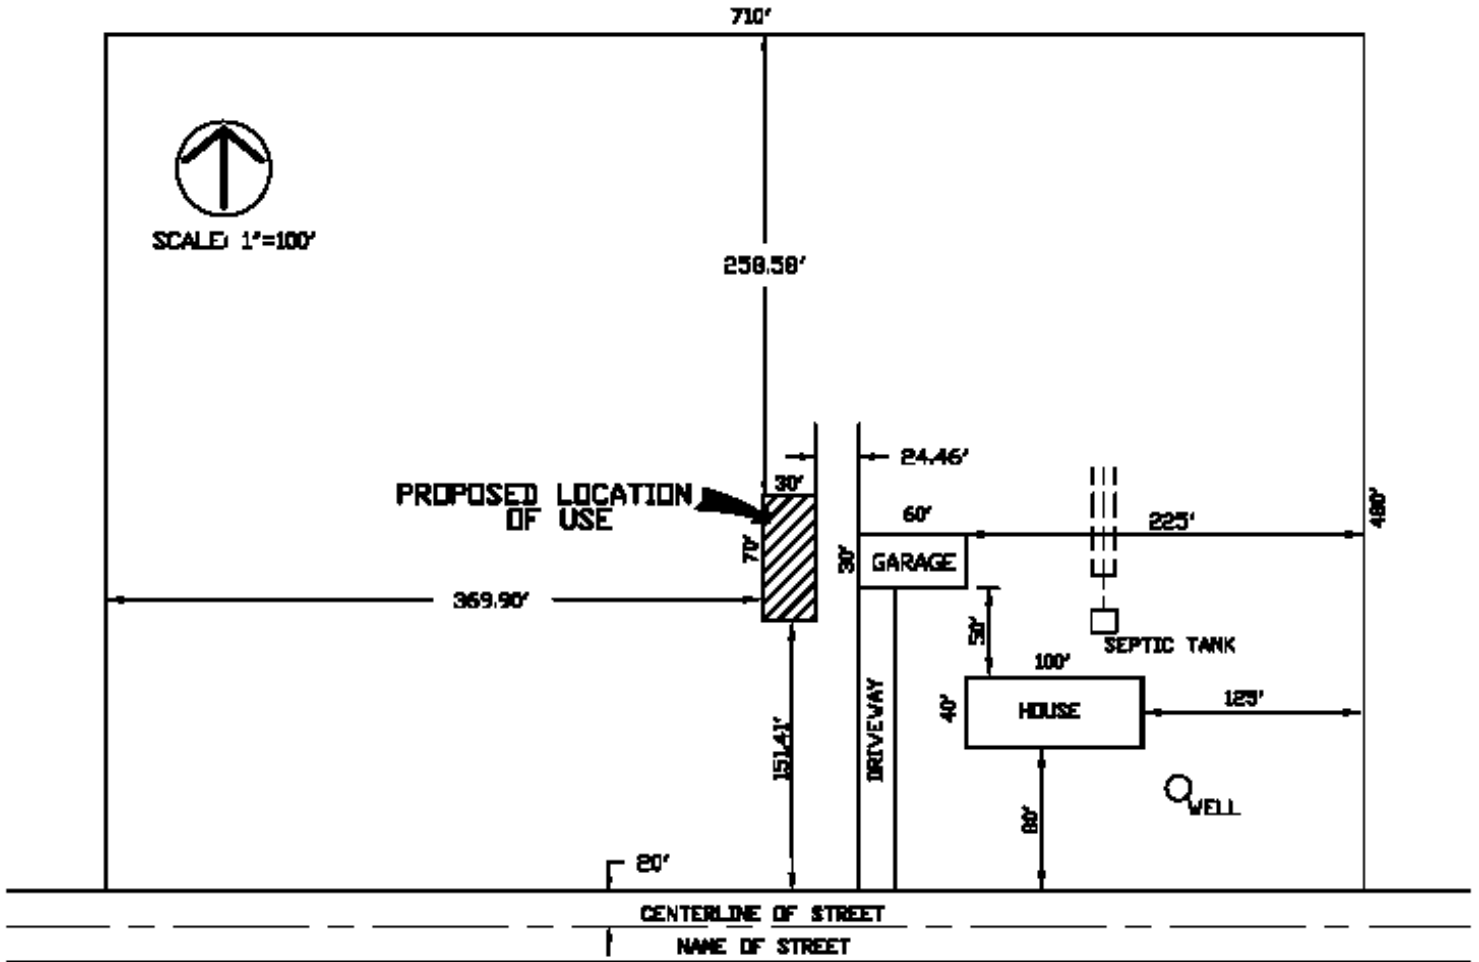 710'
SCALE: 1"=100'
258.58'
24.46'
30'
PROPOSED LOCATION
OF USE
60'
225'
480'
70'
30'
GARAGE
369.90'
50'
SEPTIC TANK
100'
40'
HOUSE
125'
151.41'
DRIVEWAY
80'
WELL
20'
CENTERLINE OF STREET
NAME OF STREET